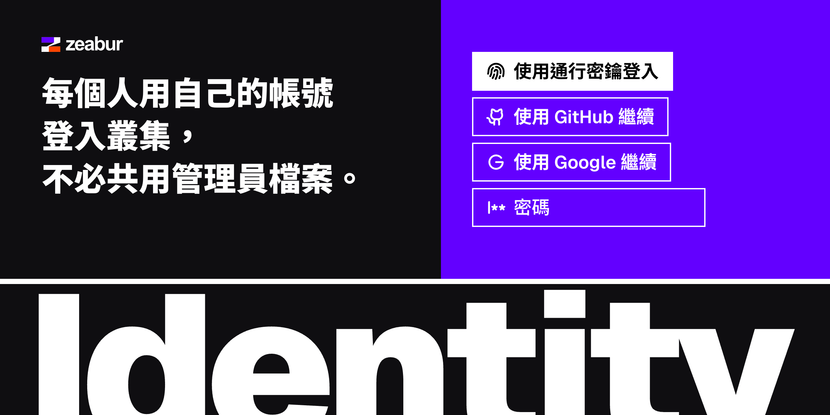 zeabur
每個人用自己的帳號
登入叢集，
不必共用管理員檔案。
使用通行密鑰登入
使用 GitHub 繼續
使用 Google 繼續
密碼
Identity